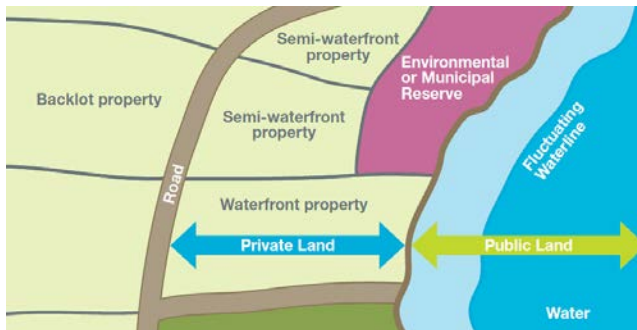 Semi-waterfront
property
Environmental
or Municipal
Reserve
Backlot property
Semi-waterfront
property
Fluctuating
Waterline
Road
Waterfront property
Private Land
Public Land
Water